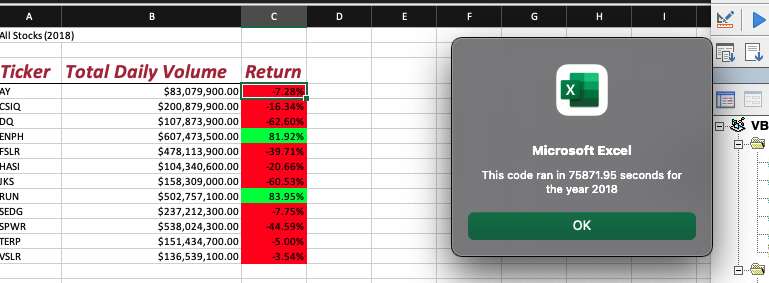 A B C D E F G H I
All Stocks (2018)
Ticker Total Daily Volume Return
AY $83,079,900.00 -7.28%
CSIQ $200,879,900.00 -16.34%
DQ $107,873,900.00 -62.60%
ENPH $607,473,500.00 81.92%
FSLR $478,113,900.00 -39.71%
HASI $104,340,600.00 -20.66%
JKS $158,309,000.00 -60.53%
RUN $502,757,100.00 83.95%
SEDG $237,212,300.00 -7.75%
SPWR $538,024,300.00 -44.59%
TERP $151,434,700.00 -5.00%
VSLR $136,539,100.00 -3.54%
X
Microsoft Excel
This code ran in 75871.95 seconds for
the year 2018
OK
VB